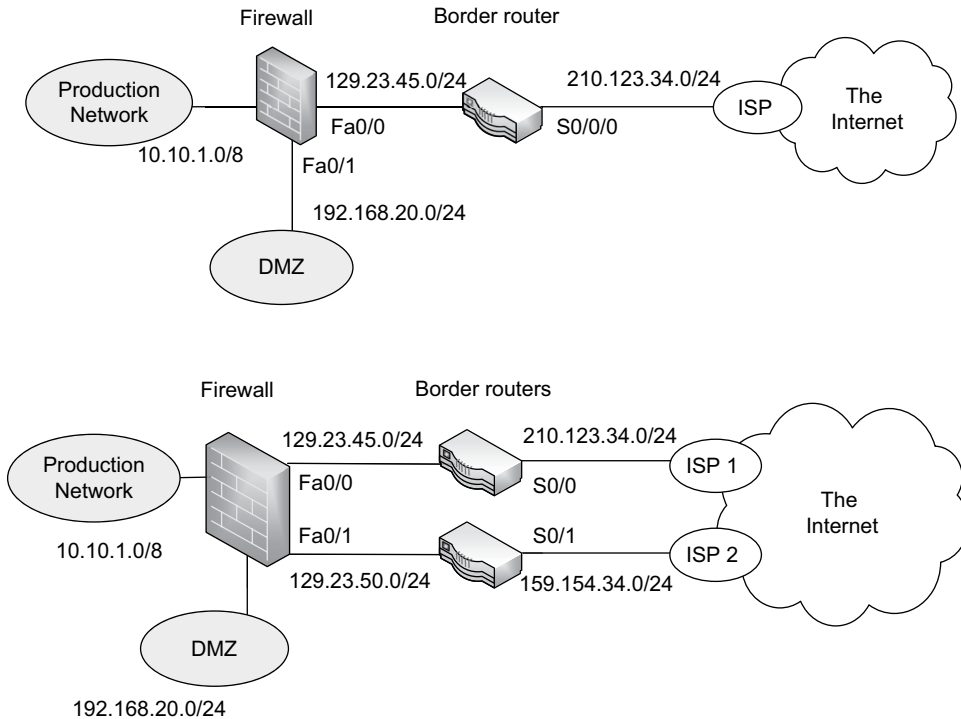 Firewall
Border router
129.23.45.0/24
210.123.34.0/24
Production
Network
ISP
The
Internet
Fa0/0
S0/0/0
10.10.1.0/8
Fa0/1
192.168.20.0/24
DMZ
Firewall
Border routers
129.23.45.0/24
210.123.34.0/24
Production
Network
ISP 1
Fa0/0
S0/0
The
Internet
10.10.1.0/8
Fa0/1
S0/1
ISP 2
129.23.50.0/24
159.154.34.0/24
DMZ
192.168.20.0/24